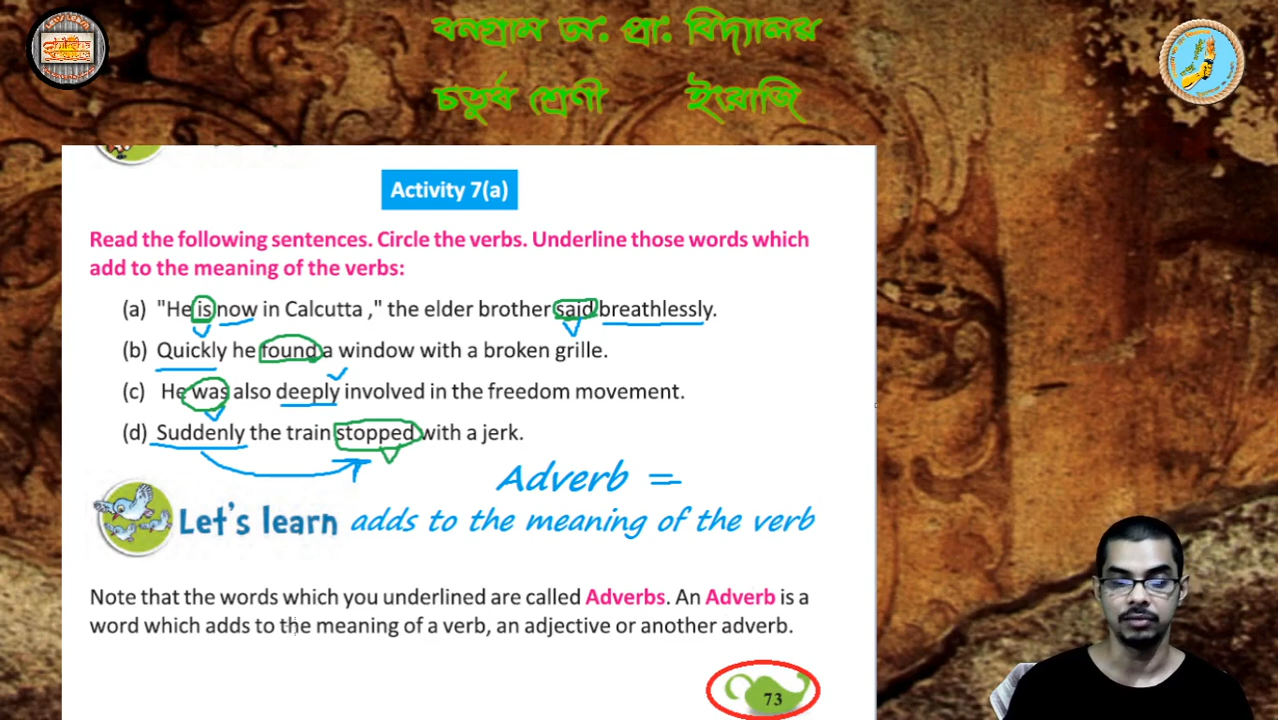 বনগ্রাম অ: প্রা: বিদ্যালয়
চতুর্থ শ্রেণী ইংরাজি
Activity 7(a)
Read the following sentences. Circle the verbs. Underline those words which
add to the meaning of the verbs:
(a) "He is now in Calcutta ," the elder brother said breathlessly.
(b) Quickly he found a window with a broken grille.
(c) He was also deeply involved in the freedom movement.
(d) Suddenly the train stopped with a jerk.
Adverb =
Let's learn adds to the meaning of the verb
Note that the words which you underlined are called Adverbs. An Adverb is a
word which adds to the meaning of a verb, an adjective or another adverb.
73